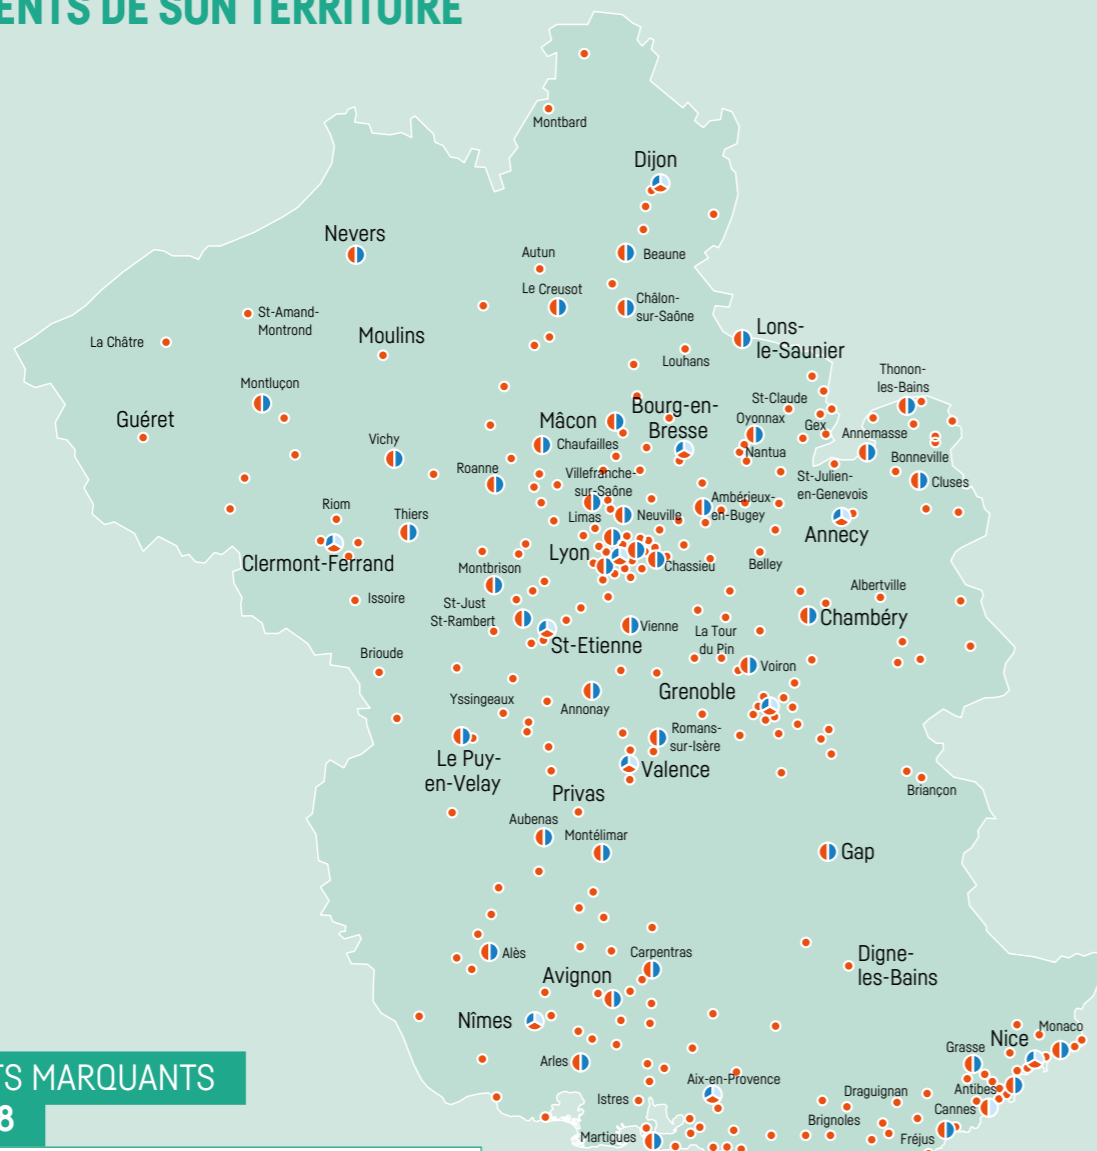 ENTS DE SON TERRITOIRE
Montbard
Dijon
Nevers
Autun
Beaune
Le Creusot
Châlon-
sur-Saône
St-Amand-
Montrond
La Châtre
Moulins
Lons-
le-Saunier
Louhans
Thonon-
les-Bains
Montluçon
St-Claude
Guéret
Mâcon
Bourg-en-
Bresse
Oyonnax
Gex
Annemasse
Vichy
Chaufailles
Nantua
Bonneville
Roanne
Villefranche-
sur-Saône
St-Julien-
en-Genevois
Cluses
Riom
Thiers
Limas
Neuville
Ambérieux-
en-Bugey
Annecy
Clermont-Ferrand
Lyon
Chassieu
Belley
Montbrison
Issoire
St-Just
St-Rambert
Albertville
Chambéry
St-Etienne
Vienne
La Tour
du Pin
Brioude
Voiron
Yssingeaux
Annonay
Grenoble
Le Puy-
en-Velay
Romans-
sur-Isère
Valence
Privas
Briançon
Aubenas
Montélimar
Gap
Alès
Carpentras
Digne-
les-Bains
Avignon
Nîmes
Nice
Monaco
Arles
Grasse
Aix-en-Provence
Istres
Draguignan
Antibes
Brignoles
Cannes
Martigues
Fréjus
TS MARQUANTS
8